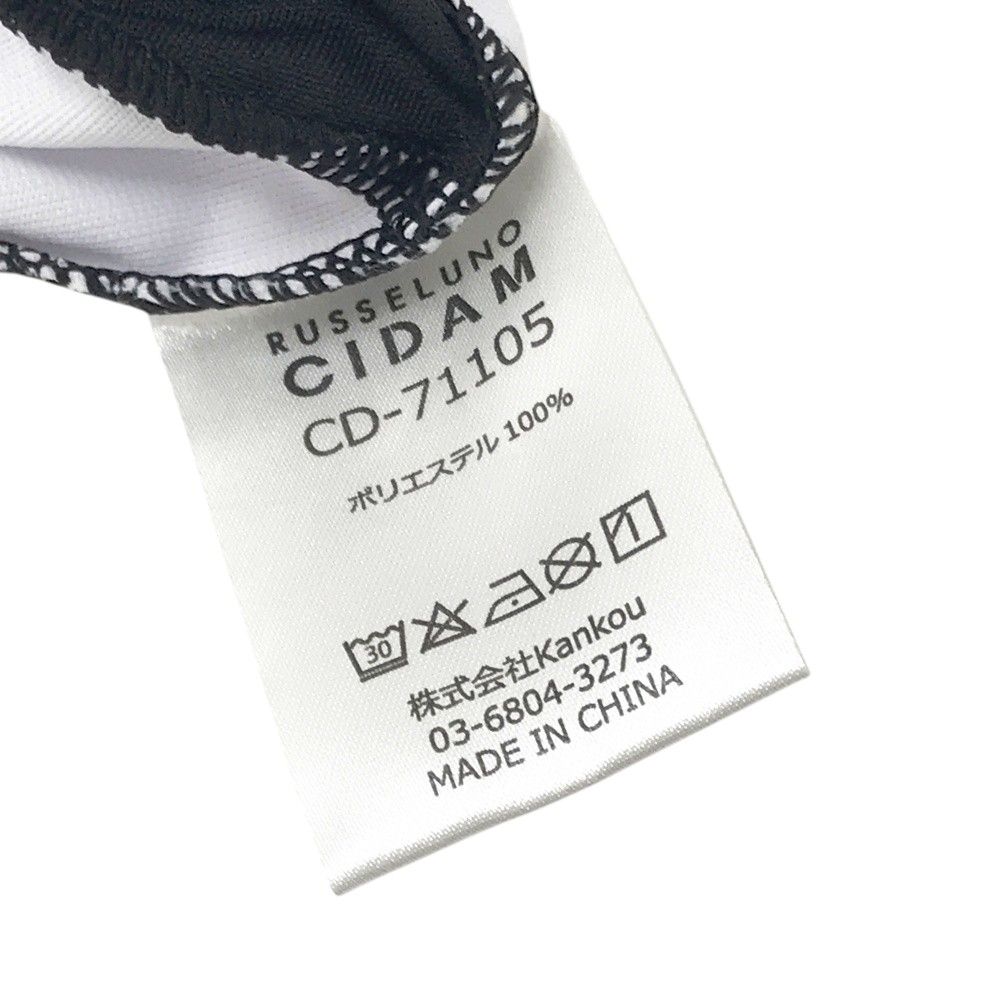 RUSSELUNO
CIDAM
CD-71105
ポリエステル 100%
30
株式会社Kankou
03-6804-3273
MADE IN CHINA